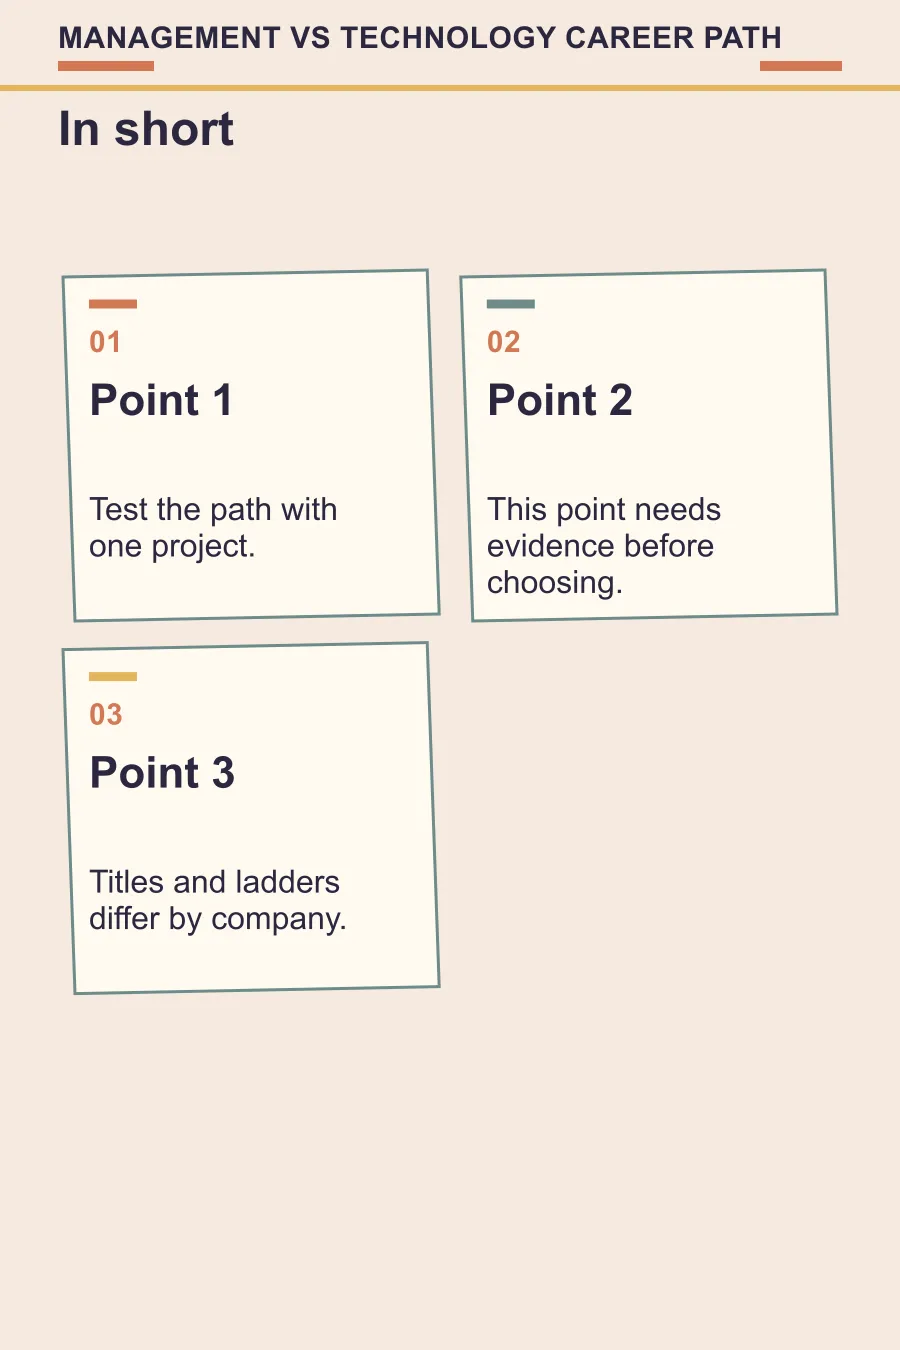 MANAGEMENT VS TECHNOLOGY CAREER PATH
In short
01
Point 1
Test the path with
one project.
02
Point 2
This point needs
evidence before
choosing.
03
Point 3
Titles and ladders
differ by company.